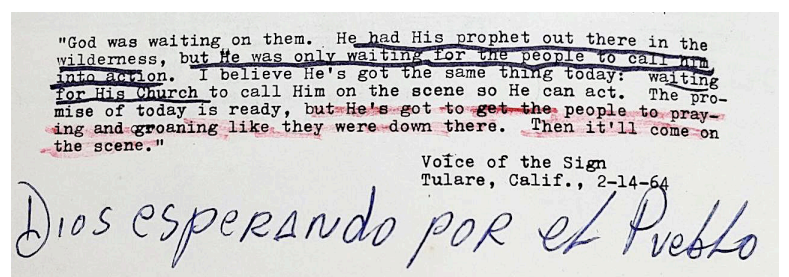 "God was waiting on them.  He had His prophet out there in the
wilderness, but He was only waiting for the people to call him
into action.  I believe He's got the same thing today:  waiting
for His Church to call Him on the scene so He can act.  The pro-
mise of today is ready, but He's got to get the people to pray-
ing and groaning like they were down there.  Then it'll come on
the scene."
Voice of the Sign
Tulare, Calif., 2-14-64
Dios esperando por el Pueblo